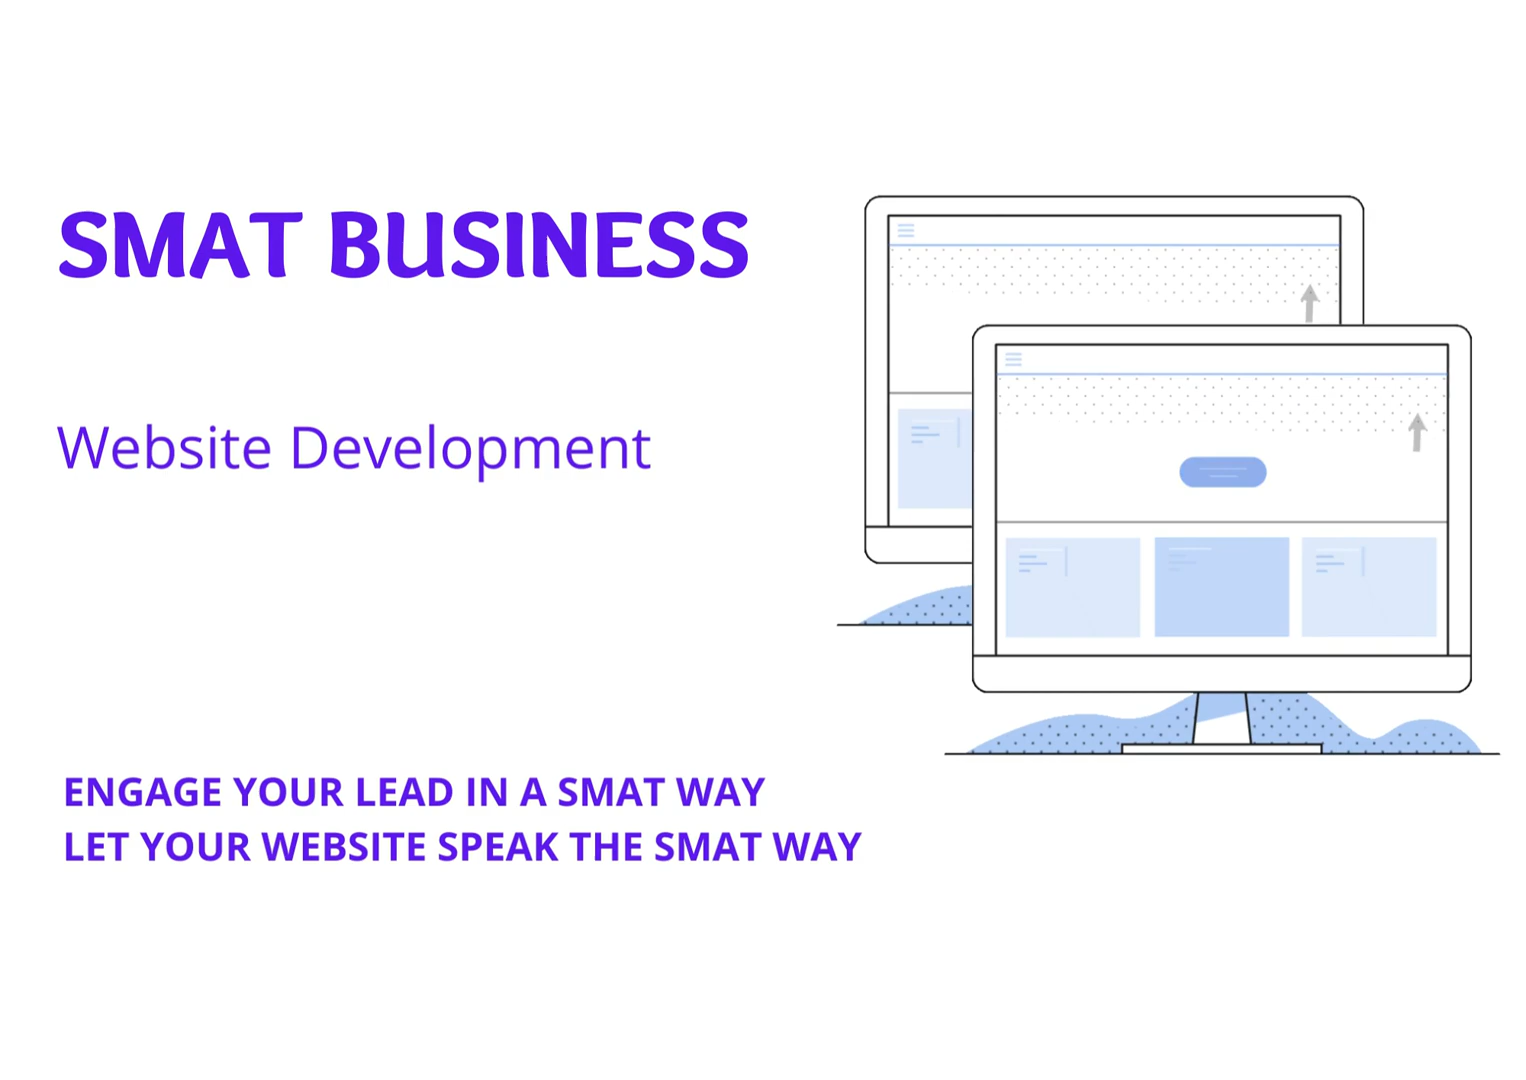 SMAT BUSINESS
Website Development
ENGAGE YOUR LEAD IN A SMAT WAY
LET YOUR WEBSITE SPEAK THE SMAT WAY